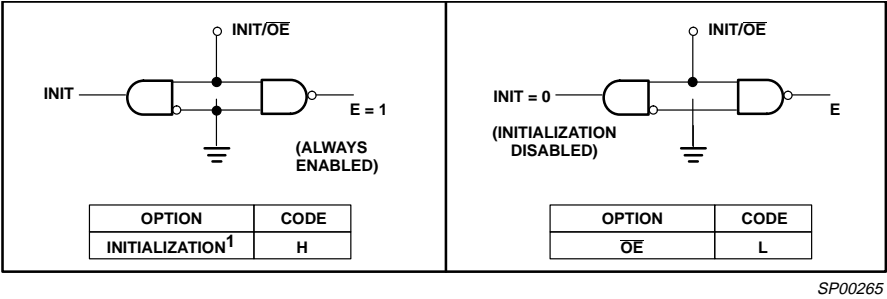 INIT/OE
INIT
E = 1
(ALWAYS
ENABLED)
OPTION CODE
INITIALIZATION1 H
INIT/OE
INIT = 0
E
(INITIALIZATION
DISABLED)
OPTION CODE
OE L
SP00265